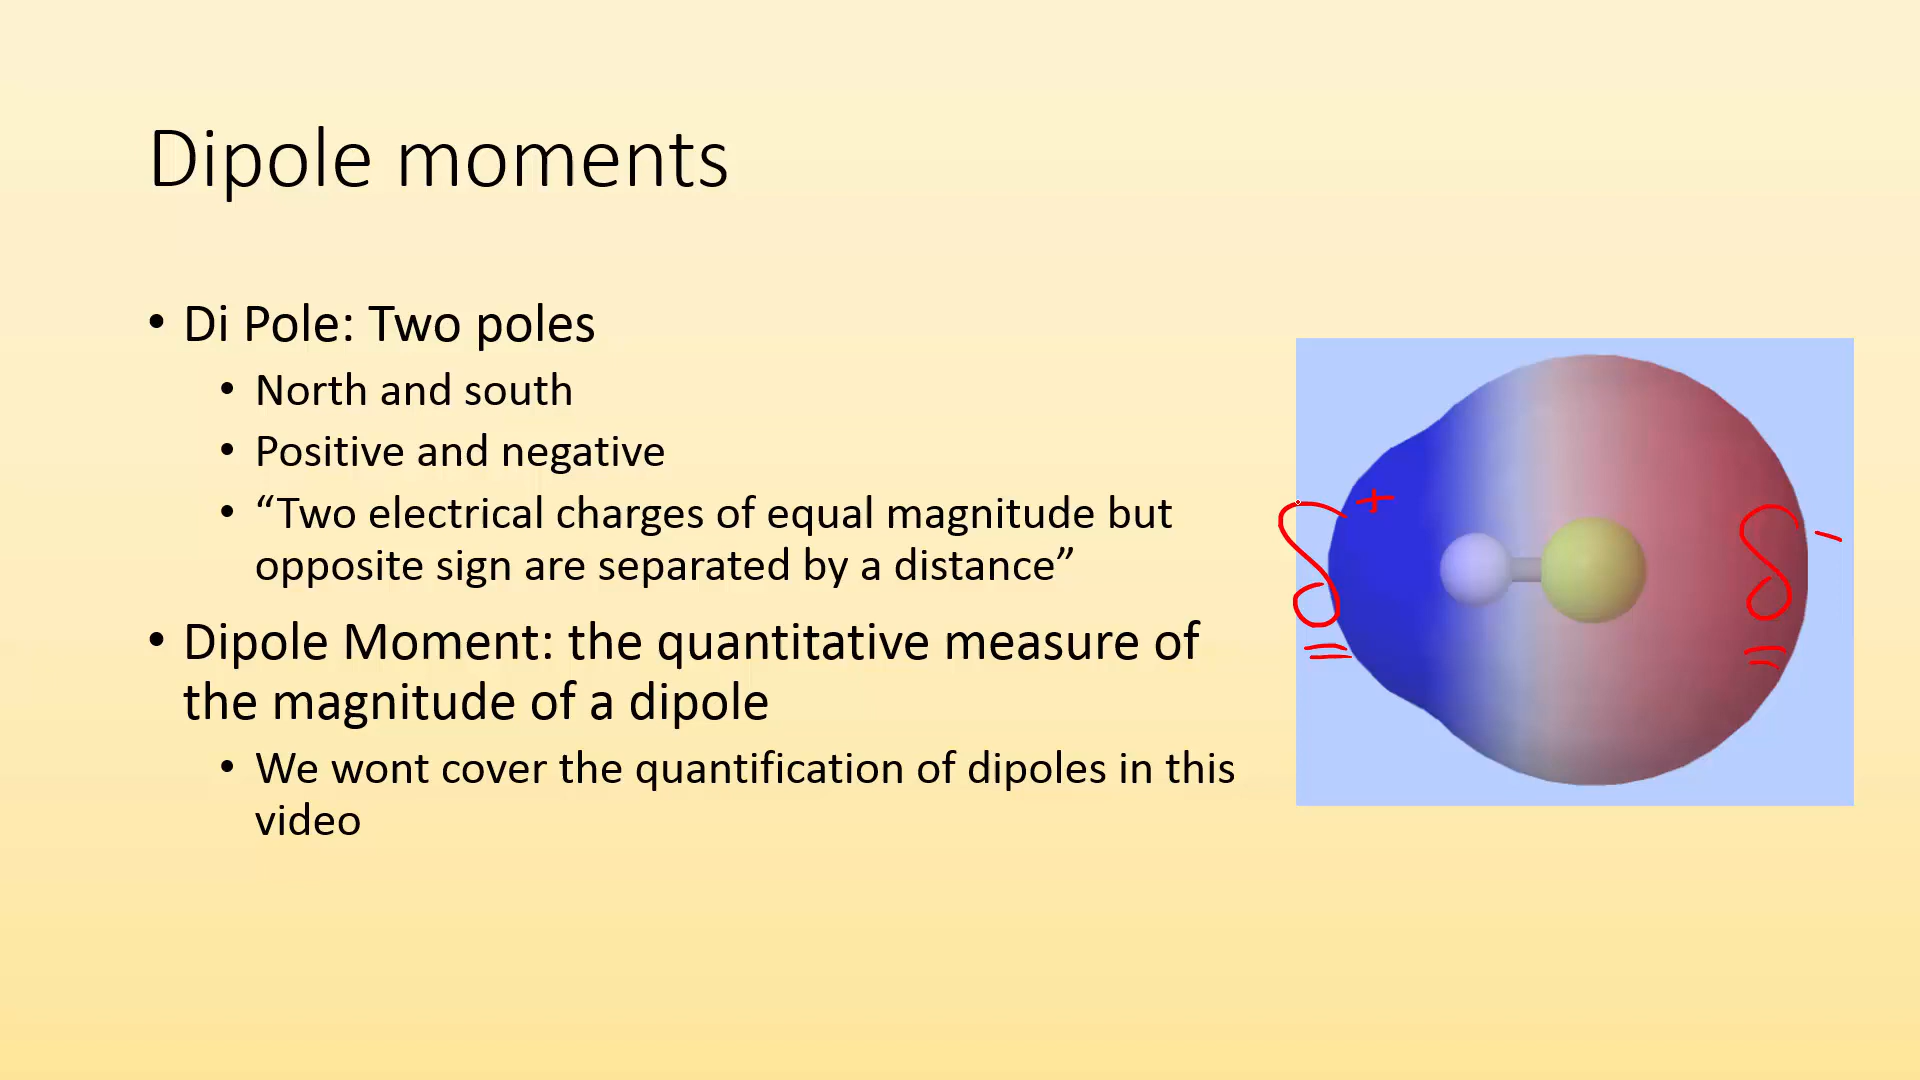 Dipole moments
• Di Pole: Two poles
• North and south
• Positive and negative
• “Two electrical charges of equal magnitude but
opposite sign are separated by a distance”
• Dipole Moment: the quantitative measure of
the magnitude of a dipole
• We wont cover the quantification of dipoles in this
video
δ+ δ−